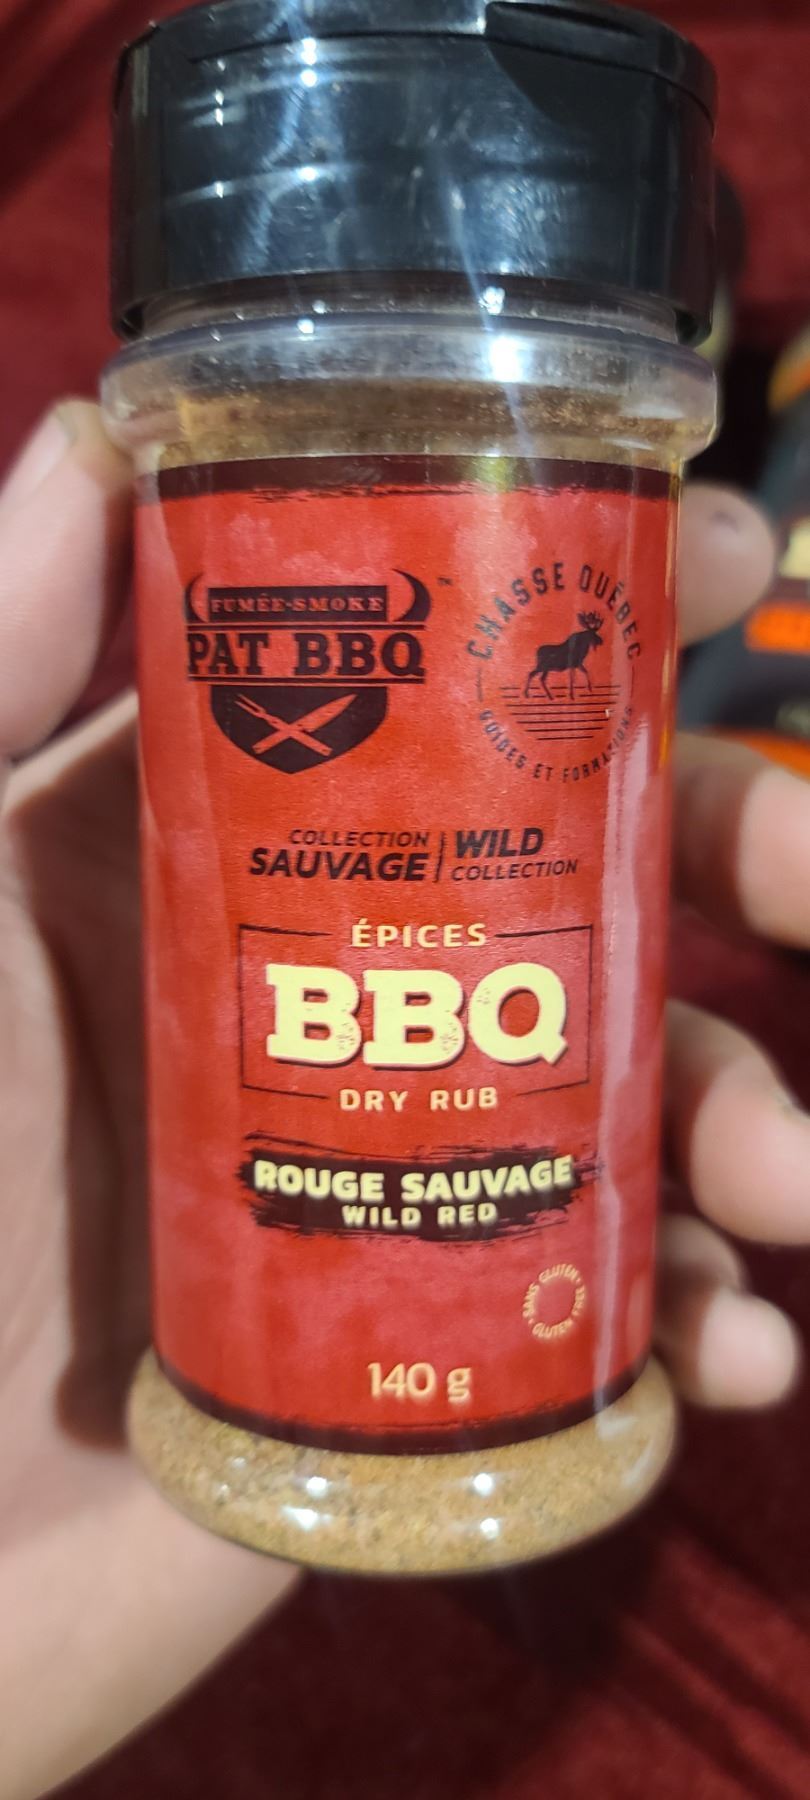 FUMÉE-SMOKE
PAT BBQ
™
CHASSE QUÉBEC
GUIDES ET FORMATIONS
COLLECTION SAUVAGE | WILD COLLECTION
ÉPICES
BBQ
DRY RUB
ROUGE SAUVAGE
WILD RED
SANS GLUTEN • GLUTEN FREE •
140 g